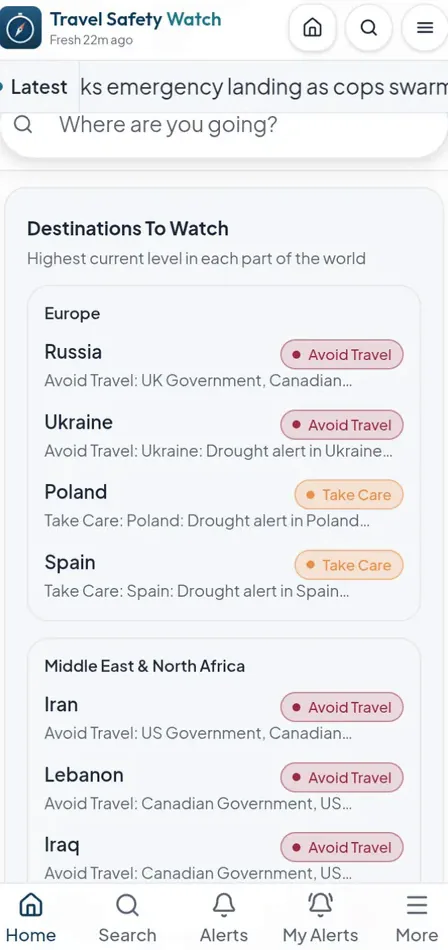 Travel Safety Watch
Fresh 22m ago
Latest ks emergency landing as cops swarm
Where are you going?
Destinations To Watch
Highest current level in each part of the world
Europe
Russia Avoid Travel
Avoid Travel: UK Government, Canadian...
Ukraine Avoid Travel
Avoid Travel: Ukraine: Drought alert in Ukraine...
Poland Take Care
Take Care: Poland: Drought alert in Poland...
Spain Take Care
Take Care: Spain: Drought alert in Spain...
Middle East & North Africa
Iran Avoid Travel
Avoid Travel: US Government, Canadian...
Lebanon Avoid Travel
Avoid Travel: Canadian Government, US...
Iraq Avoid Travel
Avoid Travel: Canadian Government, US...
Home Search Alerts My Alerts More